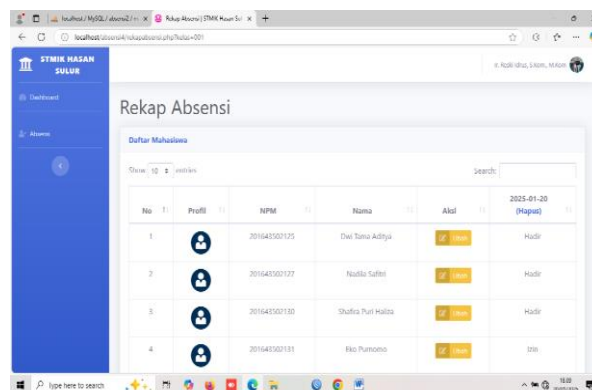 localhost / MySQL / absensi2 / m
Rekap Absensi | STMIK Hasan Sul
localhost/absensi4/rekapabsensi.php?kelas=001
STMIK HASAN
SULUR
Dashboard
Absensi
Rekap Absensi
Daftar Mahasiswa
Show 10 entries
Search:
No Profil NPM Nama Aksi 2025-01-20
(Hapus)
1 201643502125 Dwi Tama Aditya Ubah Hadir
2 201643502127 Nadila Safitri Ubah Hadir
3 201643502130 Shafira Puri Haliza Ubah Hadir
4 201643502131 Eko Purnomo Ubah Izin
Type here to search